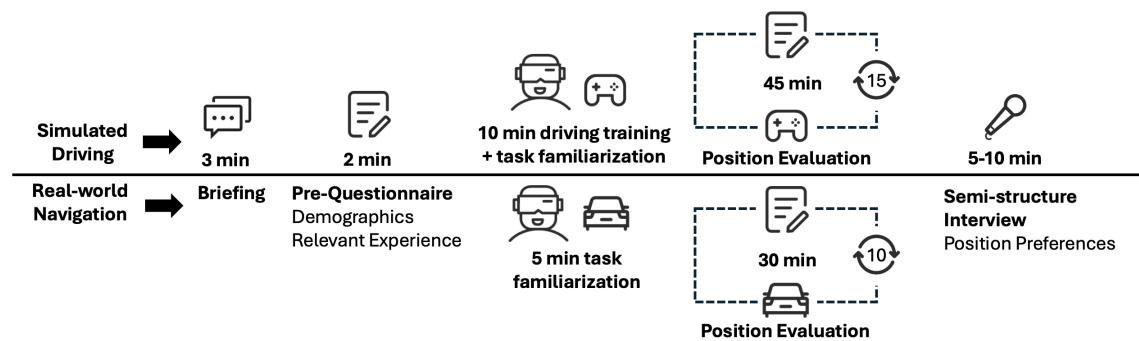 Simulated
Driving
3 min
2 min
10 min driving training
+ task familiarization
45 min
15
Position Evaluation
5-10 min
Real-world
Navigation
Briefing
Pre-Questionnaire
Demographics
Relevant Experience
5 min task
familiarization
30 min
10
Position Evaluation
Semi-structure
Interview
Position Preferences